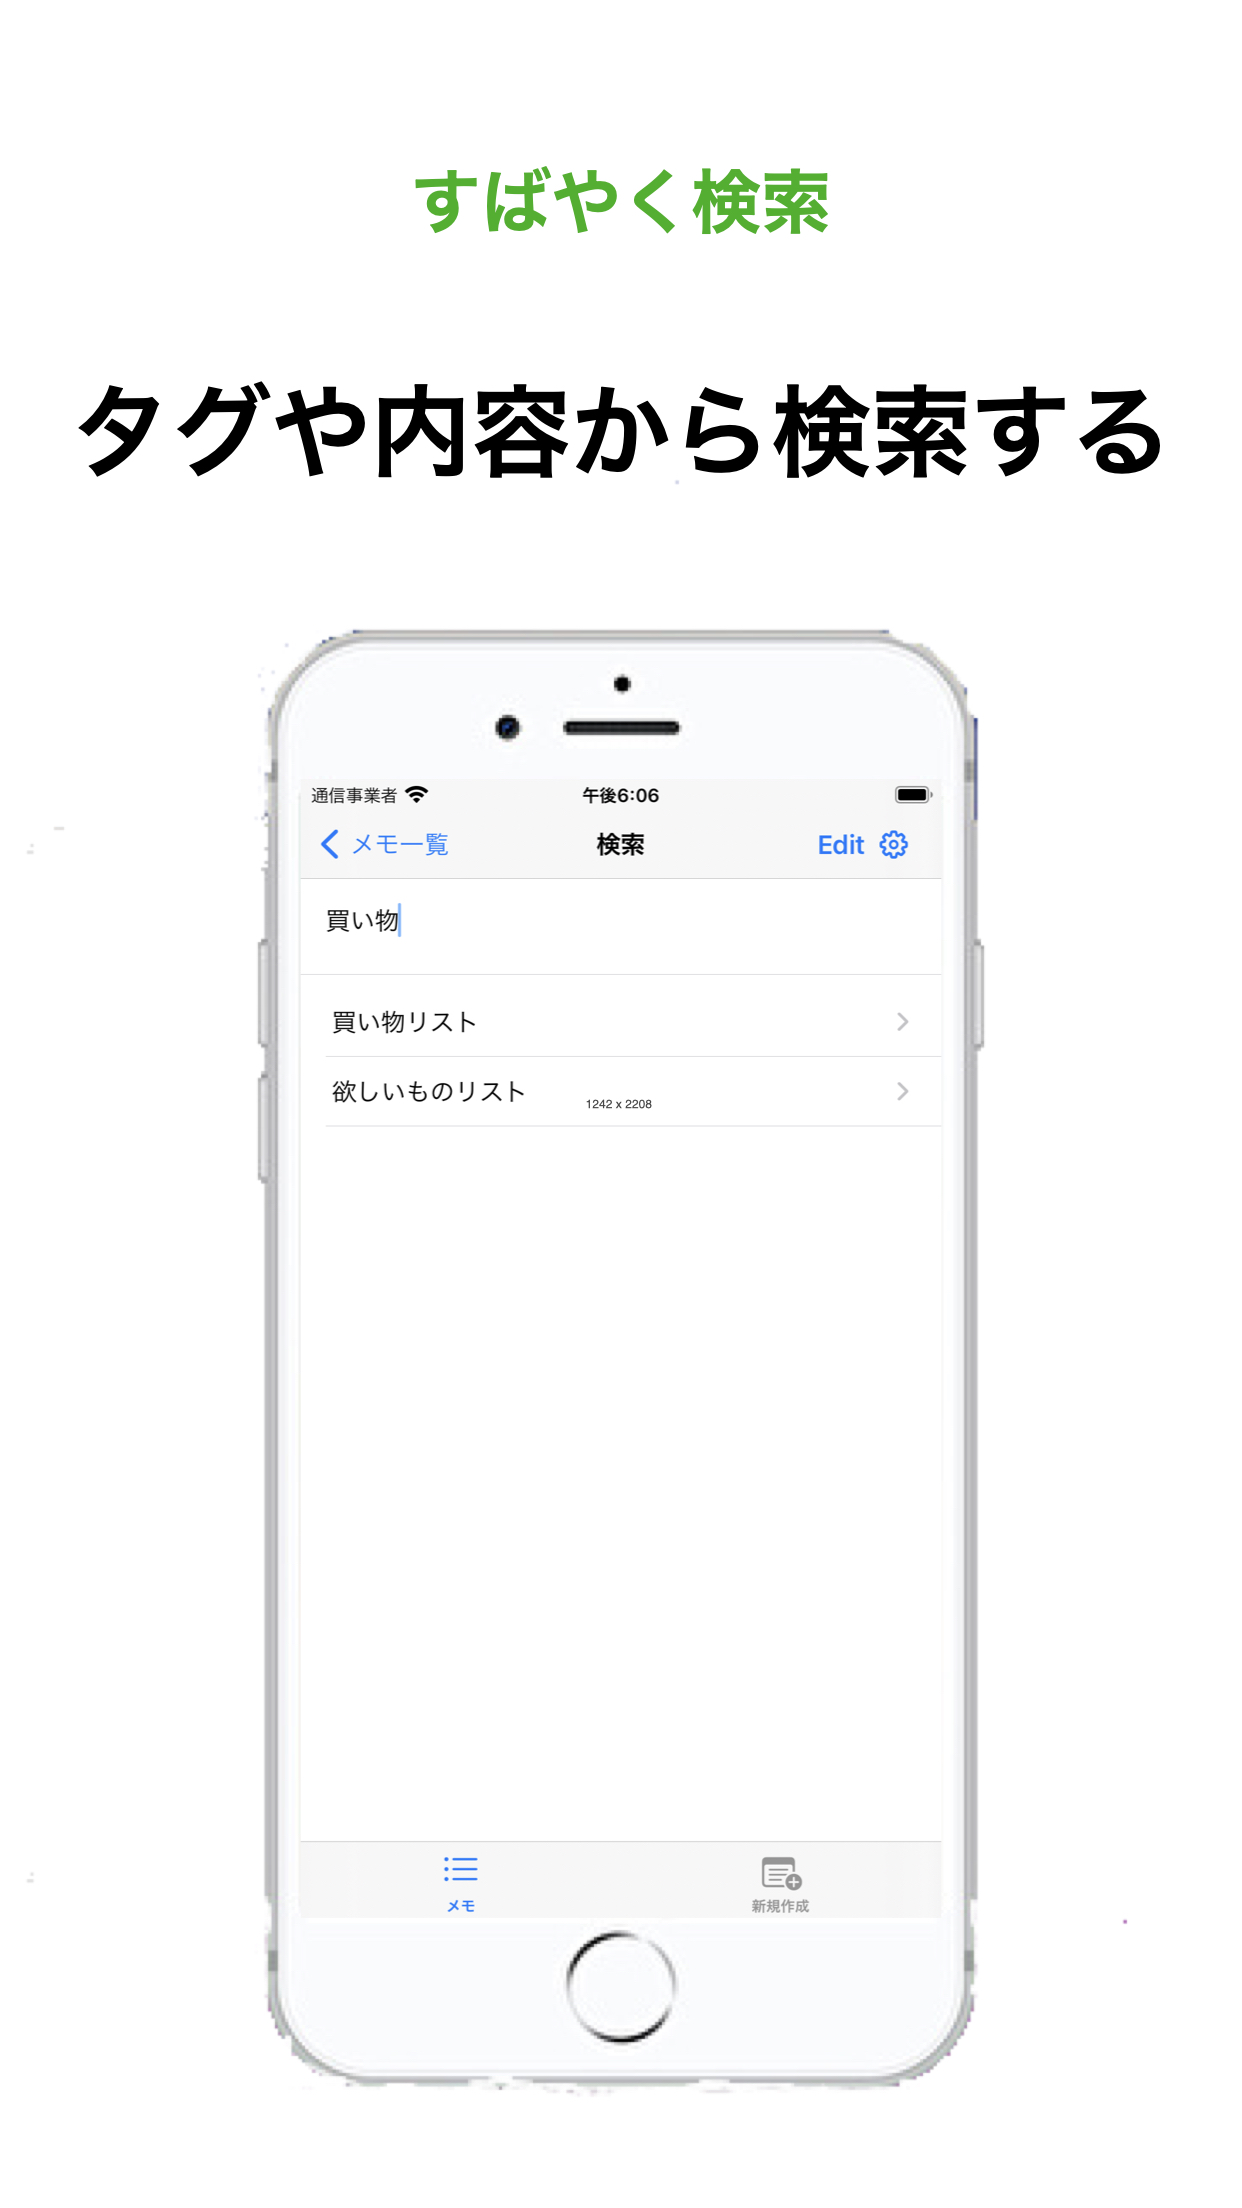 すばやく検索
タグや内容から検索する
通信事業者 午後6:06
メモ一覧 検索 Edit
買い物
買い物リスト
欲しいものリスト
1242 x 2208
メモ 新規作成